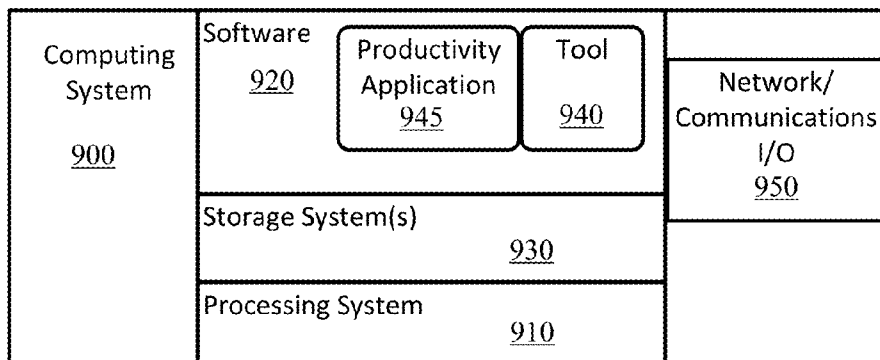 Computing
System
900
Software
920
Productivity
Application
945
Tool
940
Network/
Communications
I/O
950
Storage System(s)
930
Processing System
910